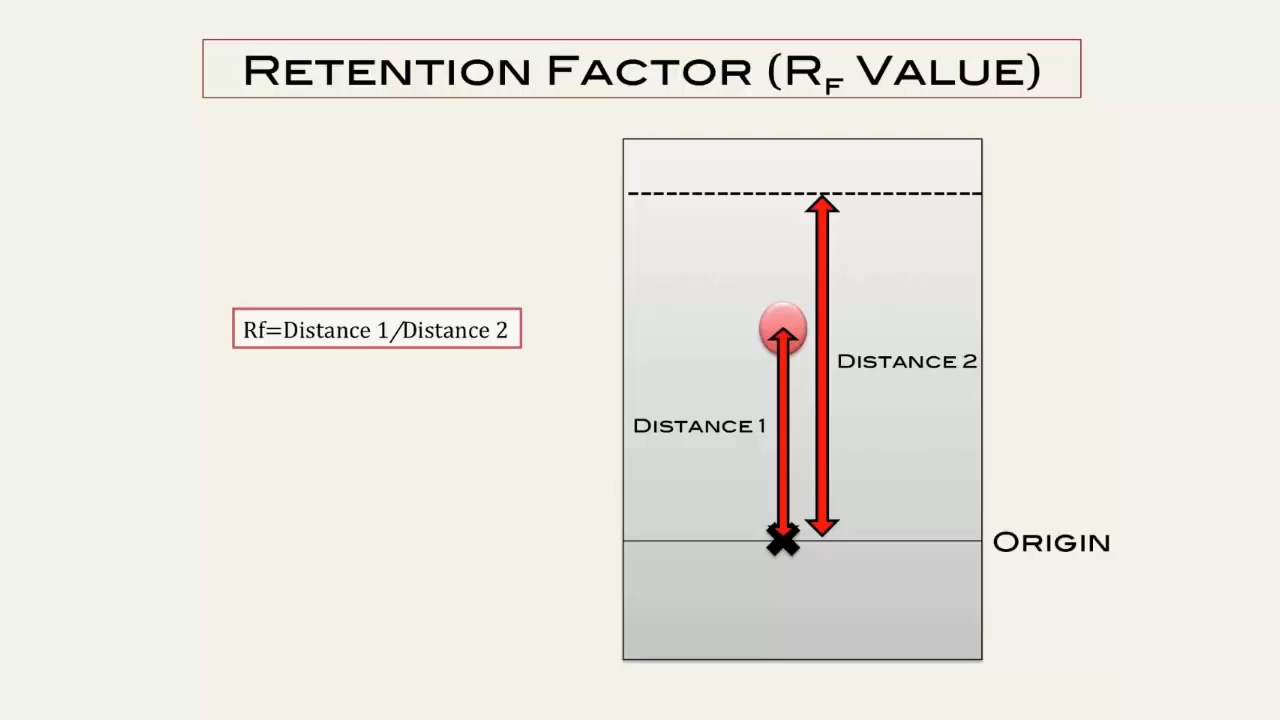 Retention Factor (RF Value)
Rf=Distance 1/Distance 2
Distance 2
Distance 1
Origin